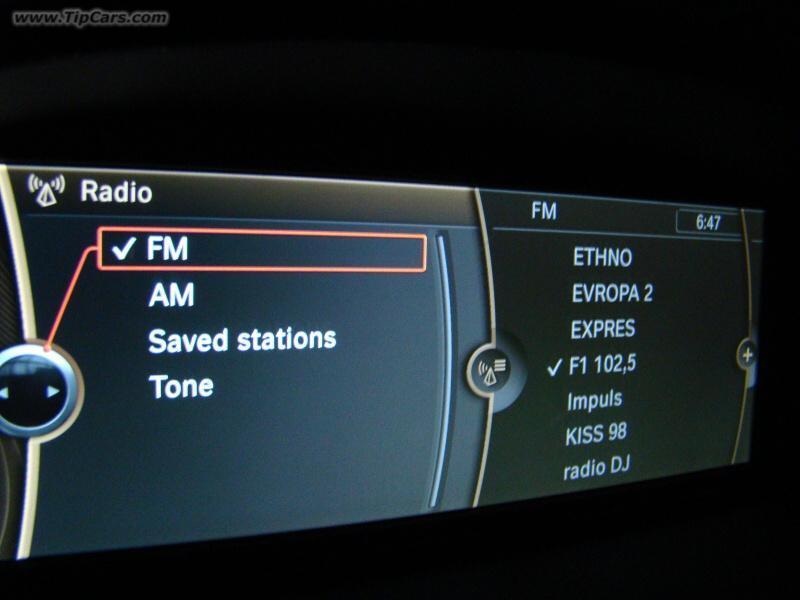 www.TipCars.com
Radio
FM
AM
Saved stations
Tone
FM
6:47
ETHNO
EVROPA 2
EXPRES
F1 102,5
Impuls
KISS 98
radio DJ